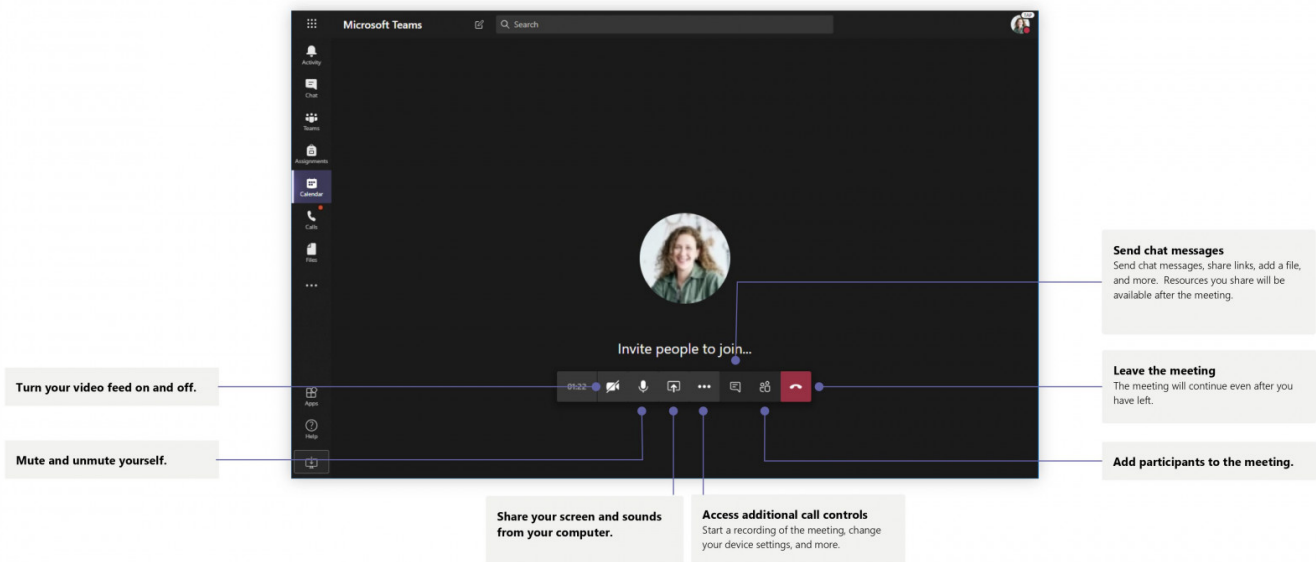 Microsoft Teams
Search
Activity
Chat
Teams
Assignments
Calendar
Calls
Files
Invite people to join...
01:22
Apps
Help
Send chat messages
Send chat messages, share links, add a file,
and more. Resources you share will be
available after the meeting.
Turn your video feed on and off.
Leave the meeting
The meeting will continue even after you
have left.
Mute and unmute yourself.
Add participants to the meeting.
Share your screen and sounds
from your computer.
Access additional call controls
Start a recording of the meeting, change
your device settings, and more.